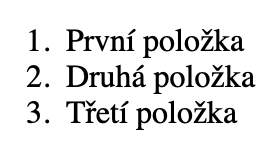 1. První položka
2. Druhá položka
3. Třetí položka